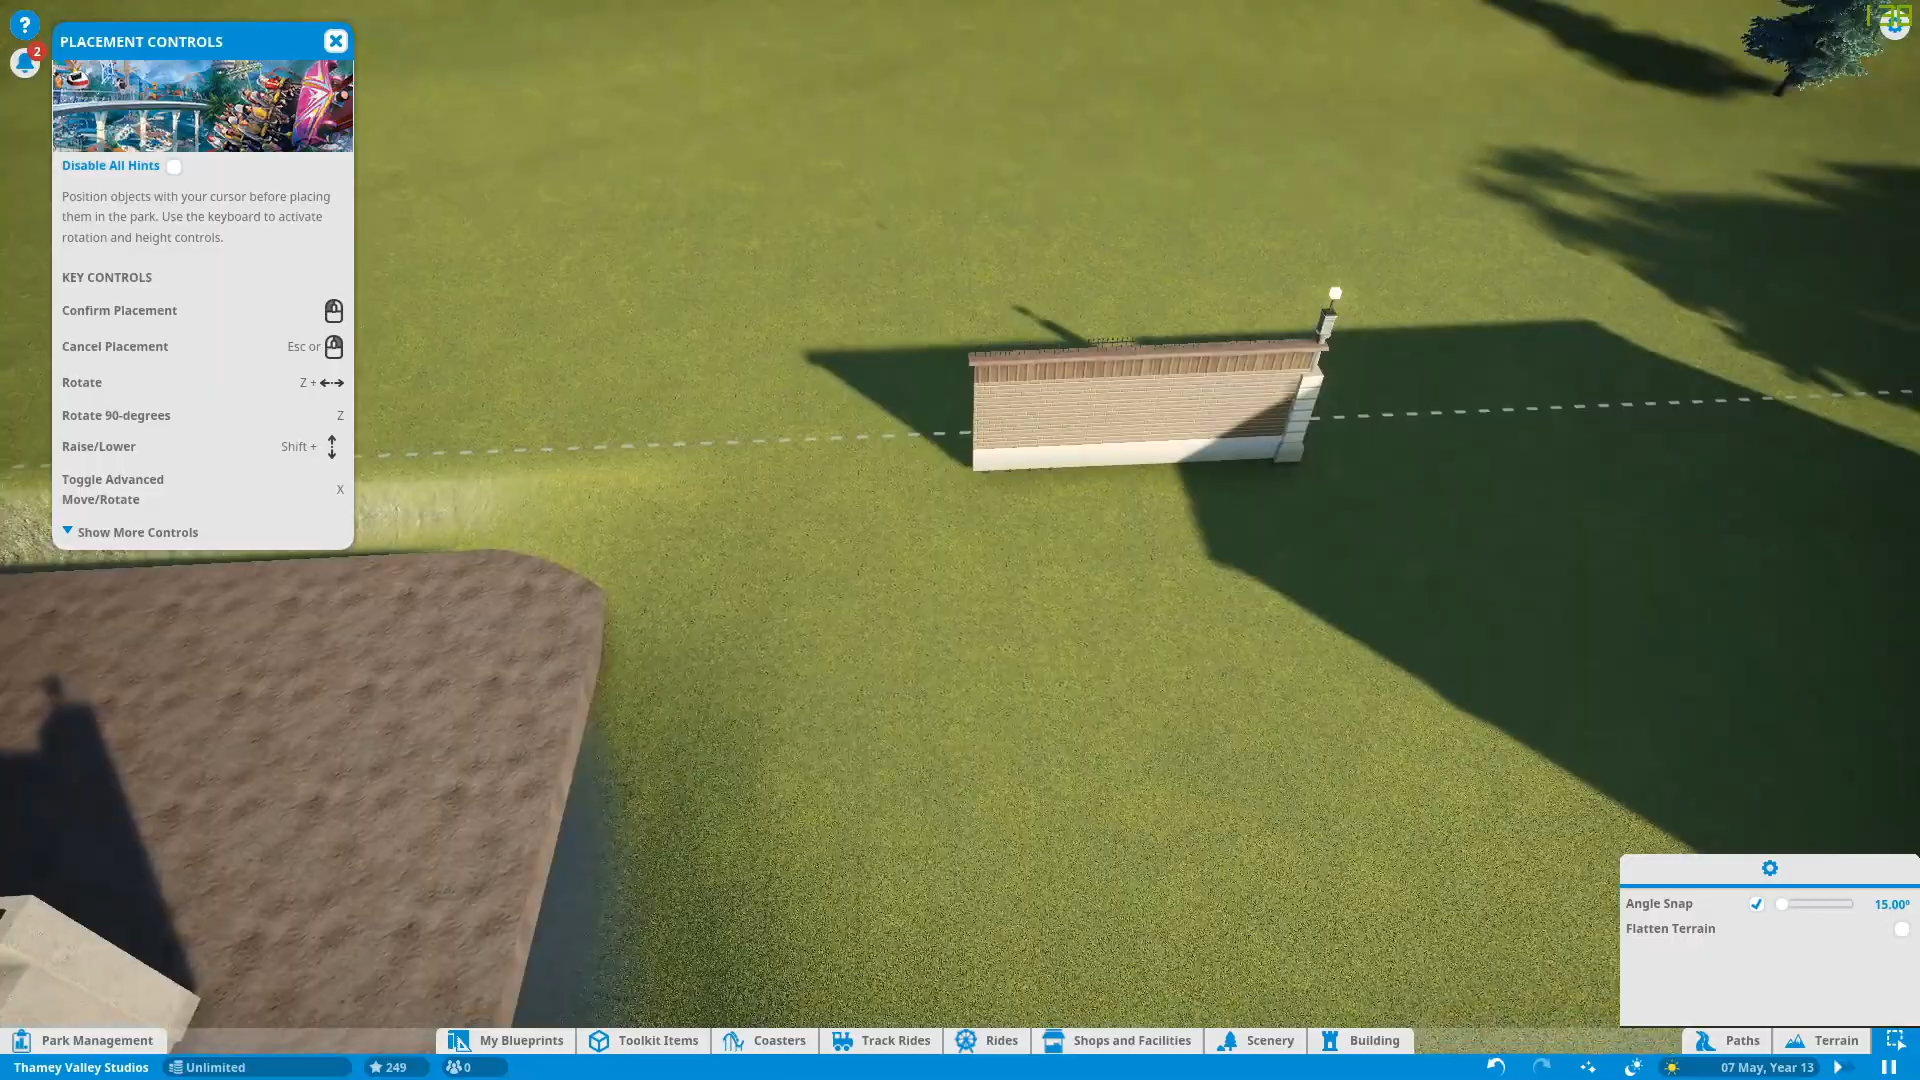 PLACEMENT CONTROLS
2
Disable All Hints
Position objects with your cursor before placing
them in the park. Use the keyboard to activate
rotation and height controls.
KEY CONTROLS
Confirm Placement
Cancel Placement Esc or
Rotate Z +
Rotate 90-degrees Z
Raise/Lower Shift +
Toggle Advanced
Move/Rotate X
Show More Controls
Angle Snap 15.00°
Flatten Terrain
Park Management
My Blueprints
Toolkit Items
Coasters
Track Rides
Rides
Shops and Facilities
Scenery
Building
Paths
Terrain
Thamey Valley Studios
Unlimited
249
0
07 May, Year 13